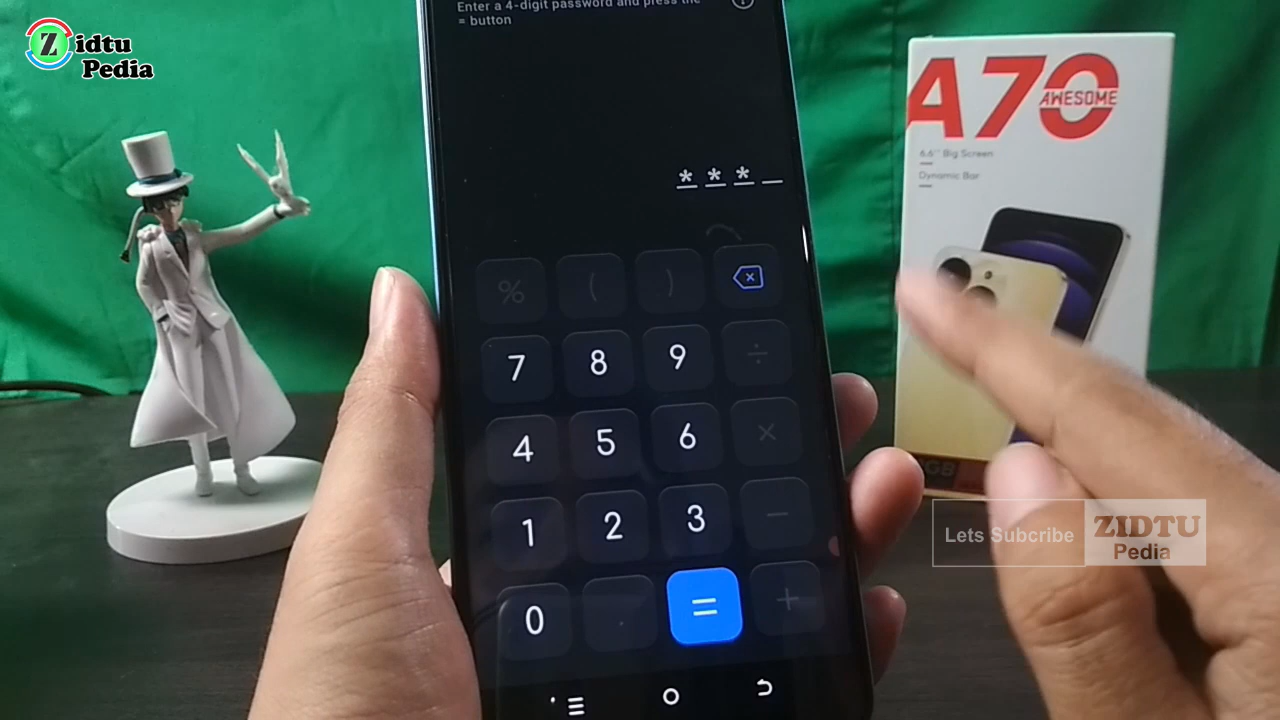 Zidtu
Pedia
Enter a 4-digit password and press the
= button
* * * _
% ( )
7 8 9 ÷
4 5 6 ×
1 2 3 −
0 . = +
A70
AWESOME
6.6" Big Screen
Dynamic Bar
GB
Lets Subcribe
ZIDTU
Pedia